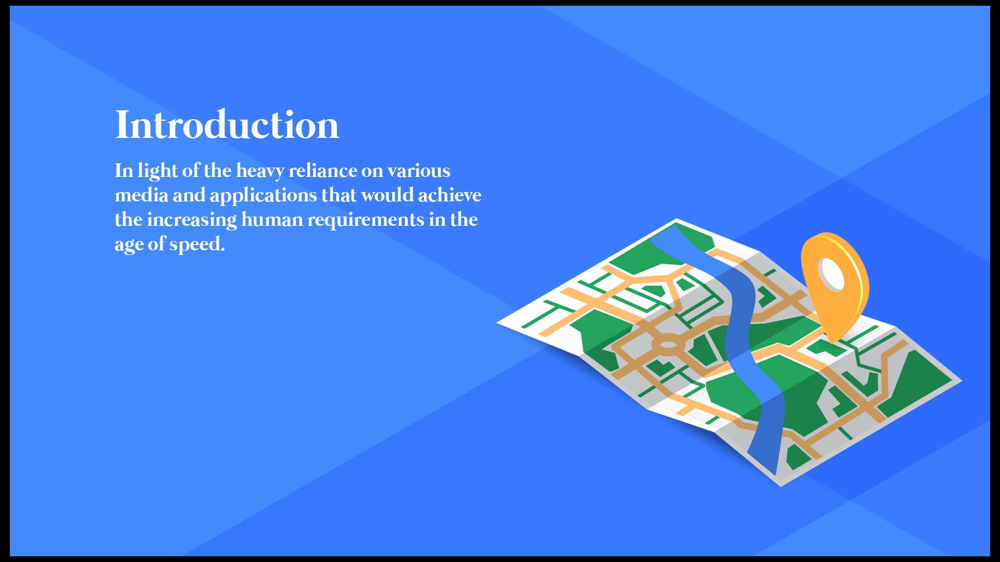 Introduction
In light of the heavy reliance on various
media and applications that would achieve
the increasing human requirements in the
age of speed.